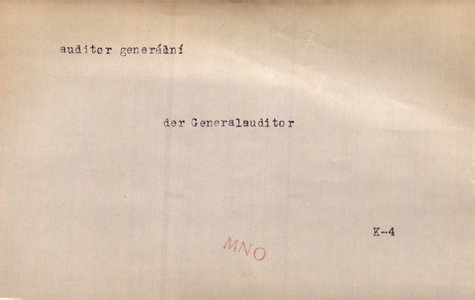 auditor generální
der Generalauditor
K-4
MNO